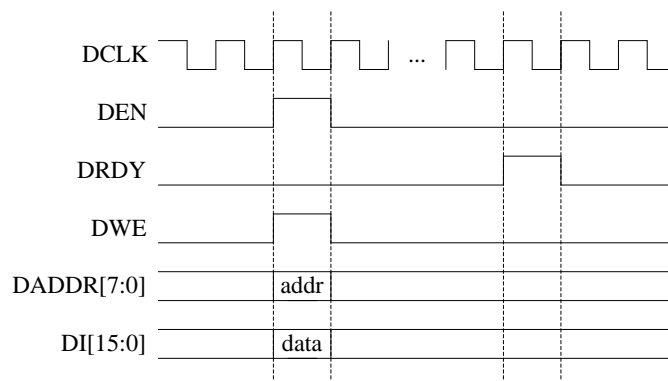 DCLK ...
DEN
DRDY
DWE
DADDR[7:0] addr
DI[15:0] data